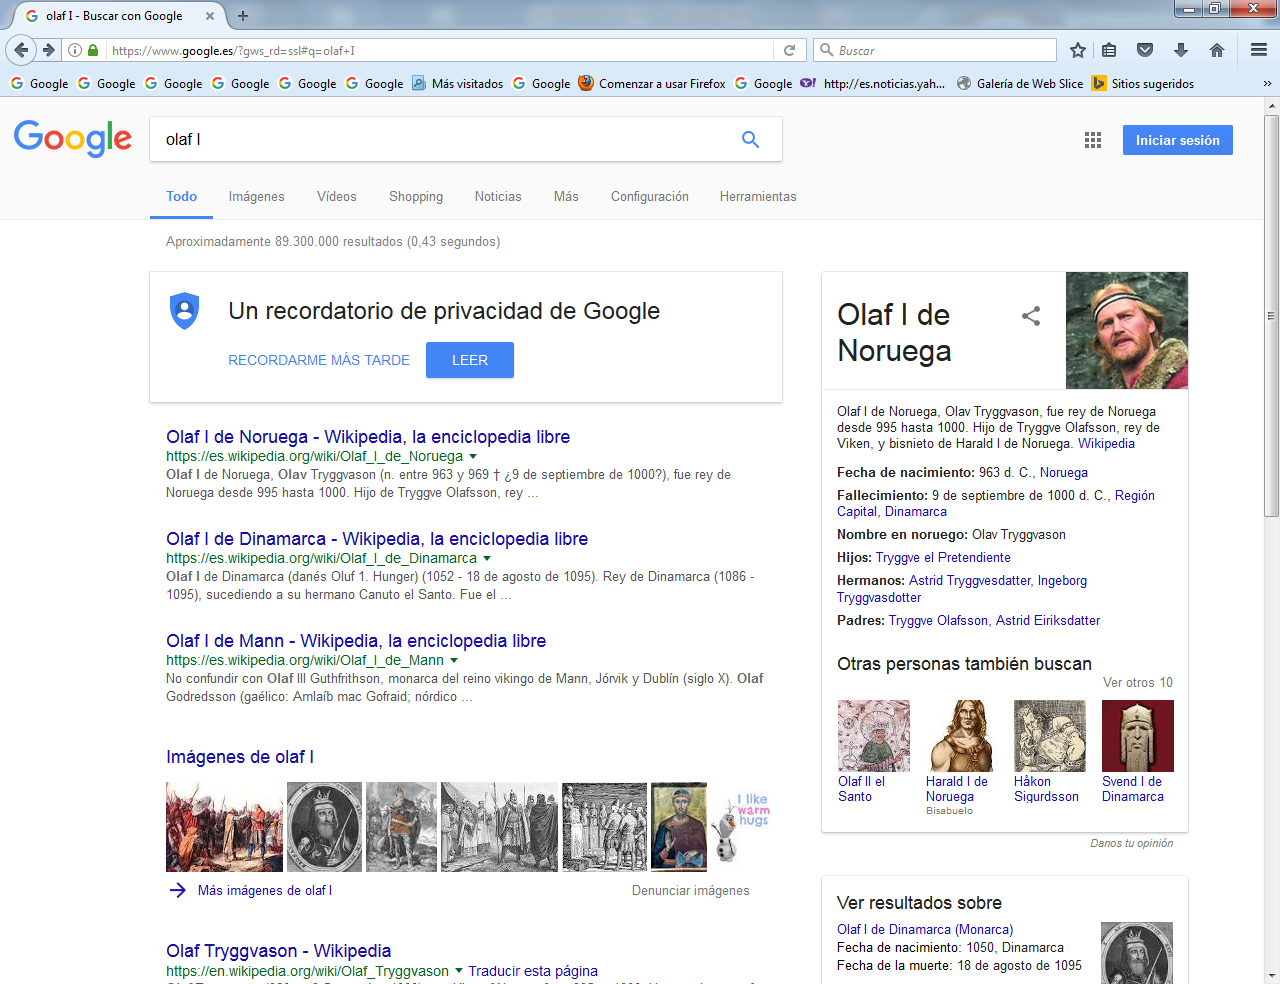 olaf I - Buscar con Google
https://www.google.es/?gws_rd=ssl#q=olaf+I
Buscar
Google Google Google Google Google Google Más visitados Google Comenzar a usar Firefox Google http://es.noticias.yah... Galería de Web Slice Sitios sugeridos
Google
olaf I
Iniciar sesión
Todo Imágenes Vídeos Shopping Noticias Más Configuración Herramientas
Aproximadamente 89.300.000 resultados (0,43 segundos)
Un recordatorio de privacidad de Google
RECORDARME MÁS TARDE LEER
Olaf I de Noruega - Wikipedia, la enciclopedia libre
https://es.wikipedia.org/wiki/Olaf_I_de_Noruega
Olaf I de Noruega, Olav Tryggvason (n. entre 963 y 969 † ¿9 de septiembre de 1000?), fue rey de
Noruega desde 995 hasta 1000. Hijo de Tryggve Olafsson, rey ...
Olaf I de Dinamarca - Wikipedia, la enciclopedia libre
https://es.wikipedia.org/wiki/Olaf_I_de_Dinamarca
Olaf I de Dinamarca (danés Oluf 1. Hunger) (1052 - 18 de agosto de 1095). Rey de Dinamarca (1086 -
1095), sucediendo a su hermano Canuto el Santo. Fue el ...
Olaf I de Mann - Wikipedia, la enciclopedia libre
https://es.wikipedia.org/wiki/Olaf_I_de_Mann
No confundir con Olaf III Guthfrithson, monarca del reino vikingo de Mann, Jórvik y Dublín (siglo X). Olaf
Godredsson (gaélico: Amlaíb mac Gofraid; nórdico ...
Imágenes de olaf I
I like
warm
hugs
Más imágenes de olaf I
Denunciar imágenes
Olaf Tryggvason - Wikipedia
https://en.wikipedia.org/wiki/Olaf_Tryggvason Traducir esta página
Olaf I de
Noruega
Olaf I de Noruega, Olav Tryggvason, fue rey de Noruega
desde 995 hasta 1000. Hijo de Tryggve Olafsson, rey de
Viken, y bisnieto de Harald I de Noruega. Wikipedia
Fecha de nacimiento: 963 d. C., Noruega
Fallecimiento: 9 de septiembre de 1000 d. C., Región
Capital, Dinamarca
Nombre en noruego: Olav Tryggvason
Hijos: Tryggve el Pretendiente
Hermanos: Astrid Tryggvesdatter, Ingeborg
Tryggvasdotter
Padres: Tryggve Olafsson, Astrid Eiriksdatter
Otras personas también buscan
Ver otros 10
Olaf II el
Santo
Harald I de
Noruega
Bisabuelo
Håkon
Sigurdsson
Svend I de
Dinamarca
Danos tu opinión
Ver resultados sobre
Olaf I de Dinamarca (Monarca)
Fecha de nacimiento: 1050, Dinamarca
Fecha de la muerte: 18 de agosto de 1095